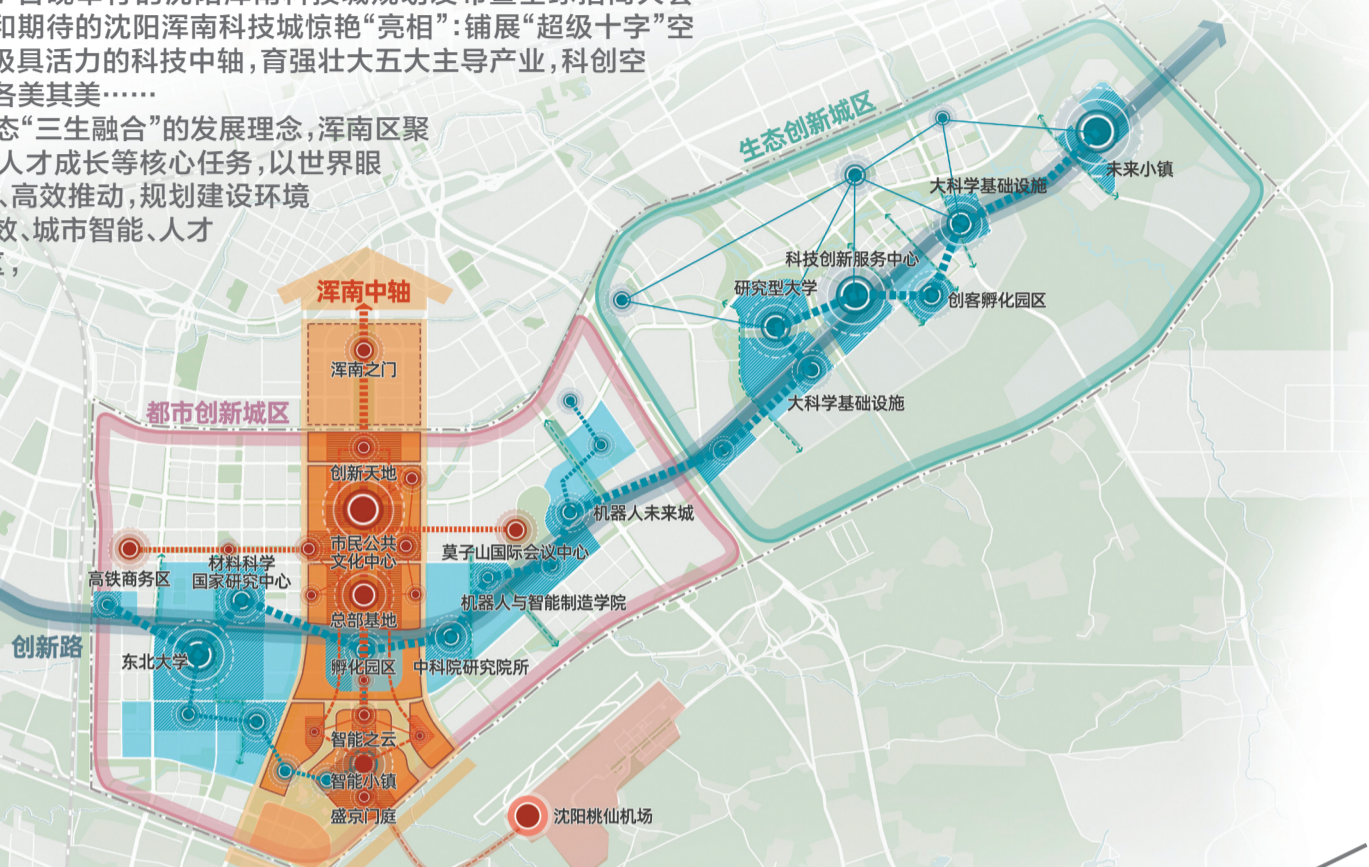 和期待的沈阳浑南科技城惊艳“亮相”：铺展“超级十字”空
极具活力的科技中轴，育强壮大五大主导产业，科创空
各美其美……
态“三生融合”的发展理念，浑南区聚
人才成长等核心任务，以世界眼
、高效推动，规划建设环境
效、城市智能、人才
生态创新城区
未来小镇
大科学基础设施
科技创新服务中心
研究型大学
创客孵化园区
大科学基础设施
浑南中轴
浑南之门
都市创新城区
创新天地
机器人未来城
市民公共
文化中心
莫子山国际会议中心
高铁商务区
材料科学
国家研究中心
机器人与智能制造学院
总部基地
创新路
东北大学
孵化园区
中科院研究院所
智能之云
智能小镇
盛京门庭
沈阳桃仙机场